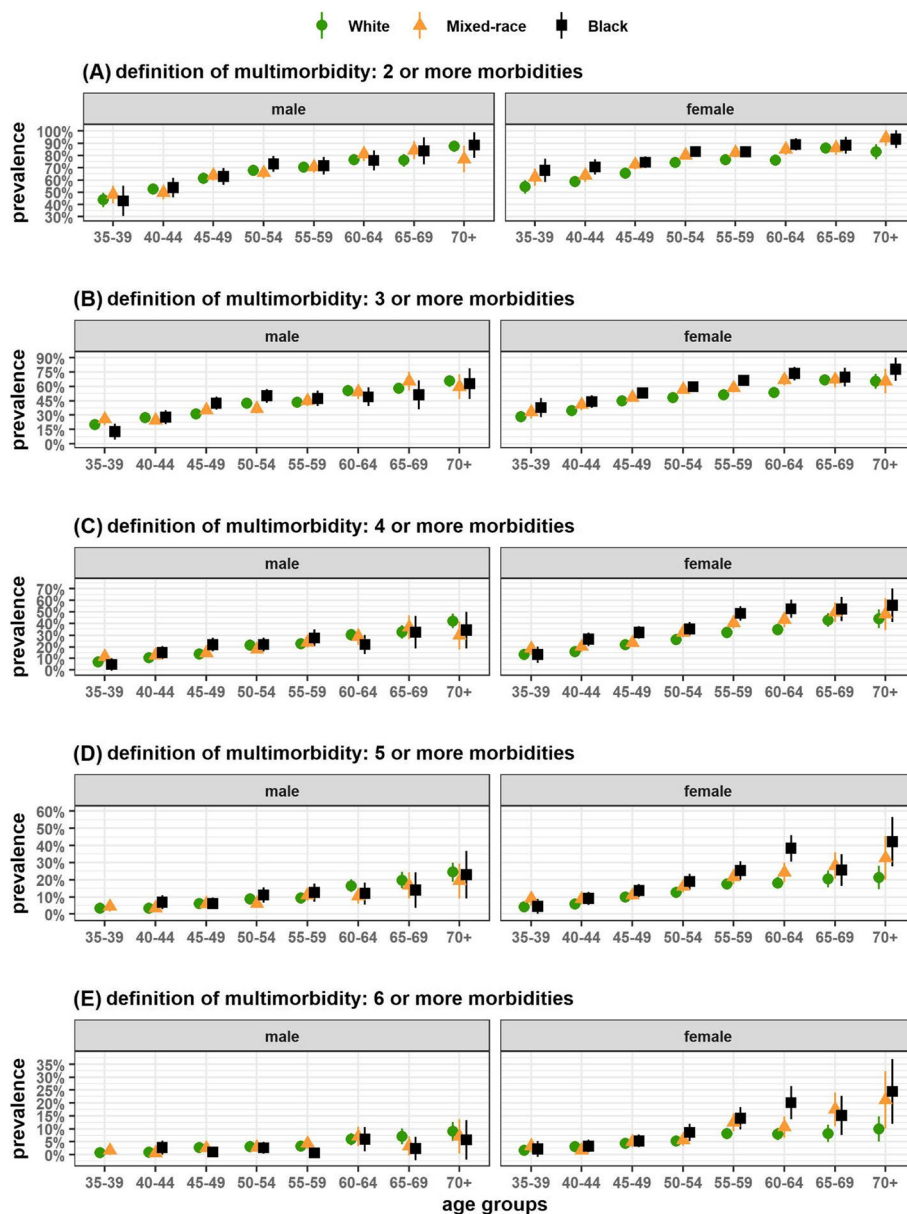 White Mixed-race Black
(A) definition of multimorbidity: 2 or more morbidities
male female
prevalence
100%
90%
80%
70%
60%
50%
40%
30%
35-39 40-44 45-49 50-54 55-59 60-64 65-69 70+ 35-39 40-44 45-49 50-54 55-59 60-64 65-69 70+
(B) definition of multimorbidity: 3 or more morbidities
male female
prevalence
90%
75%
60%
45%
30%
15%
0%
35-39 40-44 45-49 50-54 55-59 60-64 65-69 70+ 35-39 40-44 45-49 50-54 55-59 60-64 65-69 70+
(C) definition of multimorbidity: 4 or more morbidities
male female
prevalence
70%
60%
50%
40%
30%
20%
10%
0%
35-39 40-44 45-49 50-54 55-59 60-64 65-69 70+ 35-39 40-44 45-49 50-54 55-59 60-64 65-69 70+
(D) definition of multimorbidity: 5 or more morbidities
male female
prevalence
60%
50%
40%
30%
20%
10%
0%
35-39 40-44 45-49 50-54 55-59 60-64 65-69 70+ 35-39 40-44 45-49 50-54 55-59 60-64 65-69 70+
(E) definition of multimorbidity: 6 or more morbidities
male female
prevalence
35%
30%
25%
20%
15%
10%
5%
0%
35-39 40-44 45-49 50-54 55-59 60-64 65-69 70+ 35-39 40-44 45-49 50-54 55-59 60-64 65-69 70+
age groups